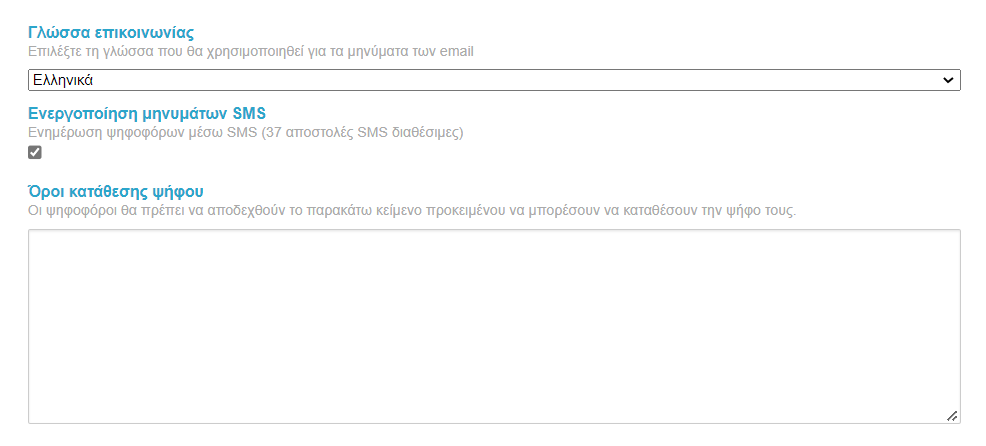 Γλώσσα επικοινωνίας
Επιλέξτε τη γλώσσα που θα χρησιμοποιηθεί για τα μηνύματα των email
Ελληνικά
Ενεργοποίηση μηνυμάτων SMS
Ενημέρωση ψηφοφόρων μέσω SMS (37 αποστολές SMS διαθέσιμες)
Όροι κατάθεσης ψήφου
Οι ψηφοφόροι θα πρέπει να αποδεχθούν το παρακάτω κείμενο προκειμένου να μπορέσουν να καταθέσουν την ψήφο τους.